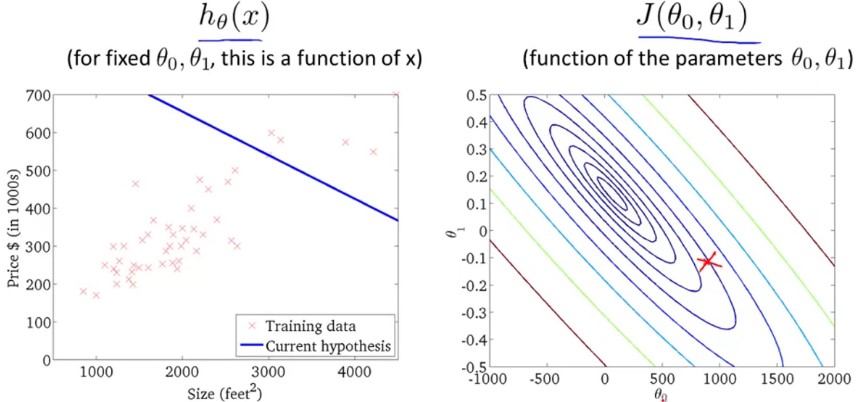 hθ(x)
(for fixed θ0, θ1, this is a function of x)
700
600
500
400
300
200
100
0
Price $ (in 1000s)
1000 2000 3000 4000
Size (feet²)
Training data
Current hypothesis
J(θ0, θ1)
(function of the parameters θ0, θ1)
0.5
0.4
0.3
0.2
0.1
0
-0.1
-0.2
-0.3
-0.4
-0.5
θ1
-1000 -500 0 500 1000 1500 2000
θ0